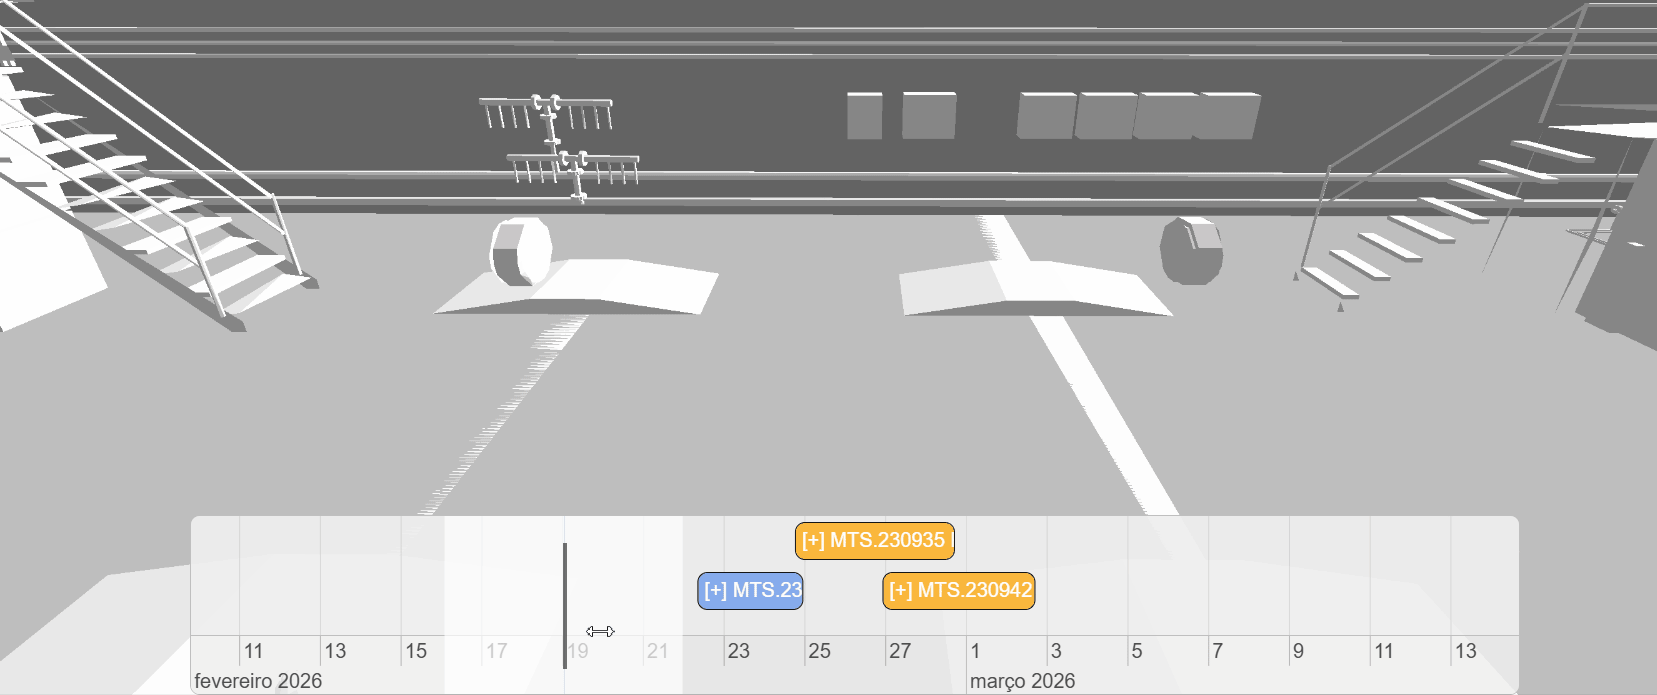 [+] MTS.230935
[+] MTS.23
[+] MTS.230942
11 13 15 17 19 21 23 25 27 1 3 5 7 9 11 13
fevereiro 2026 março 2026